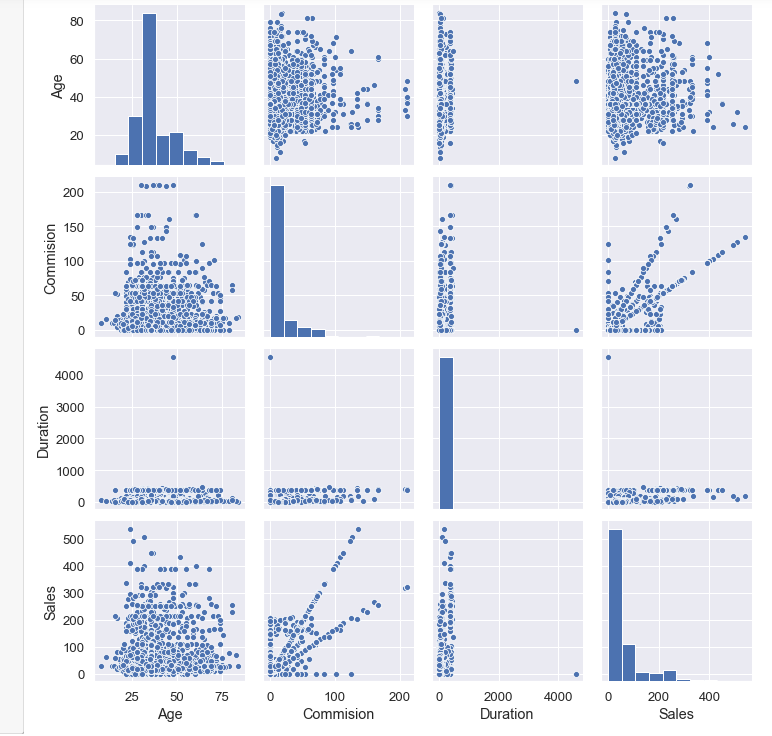 80
60
40
20
Age
200
150
100
50
0
Commision
4000
3000
2000
1000
0
Duration
500
400
300
200
100
0
Sales
25 50 75
0 100 200
0 2000 4000
0 200 400
Age
Commision
Duration
Sales